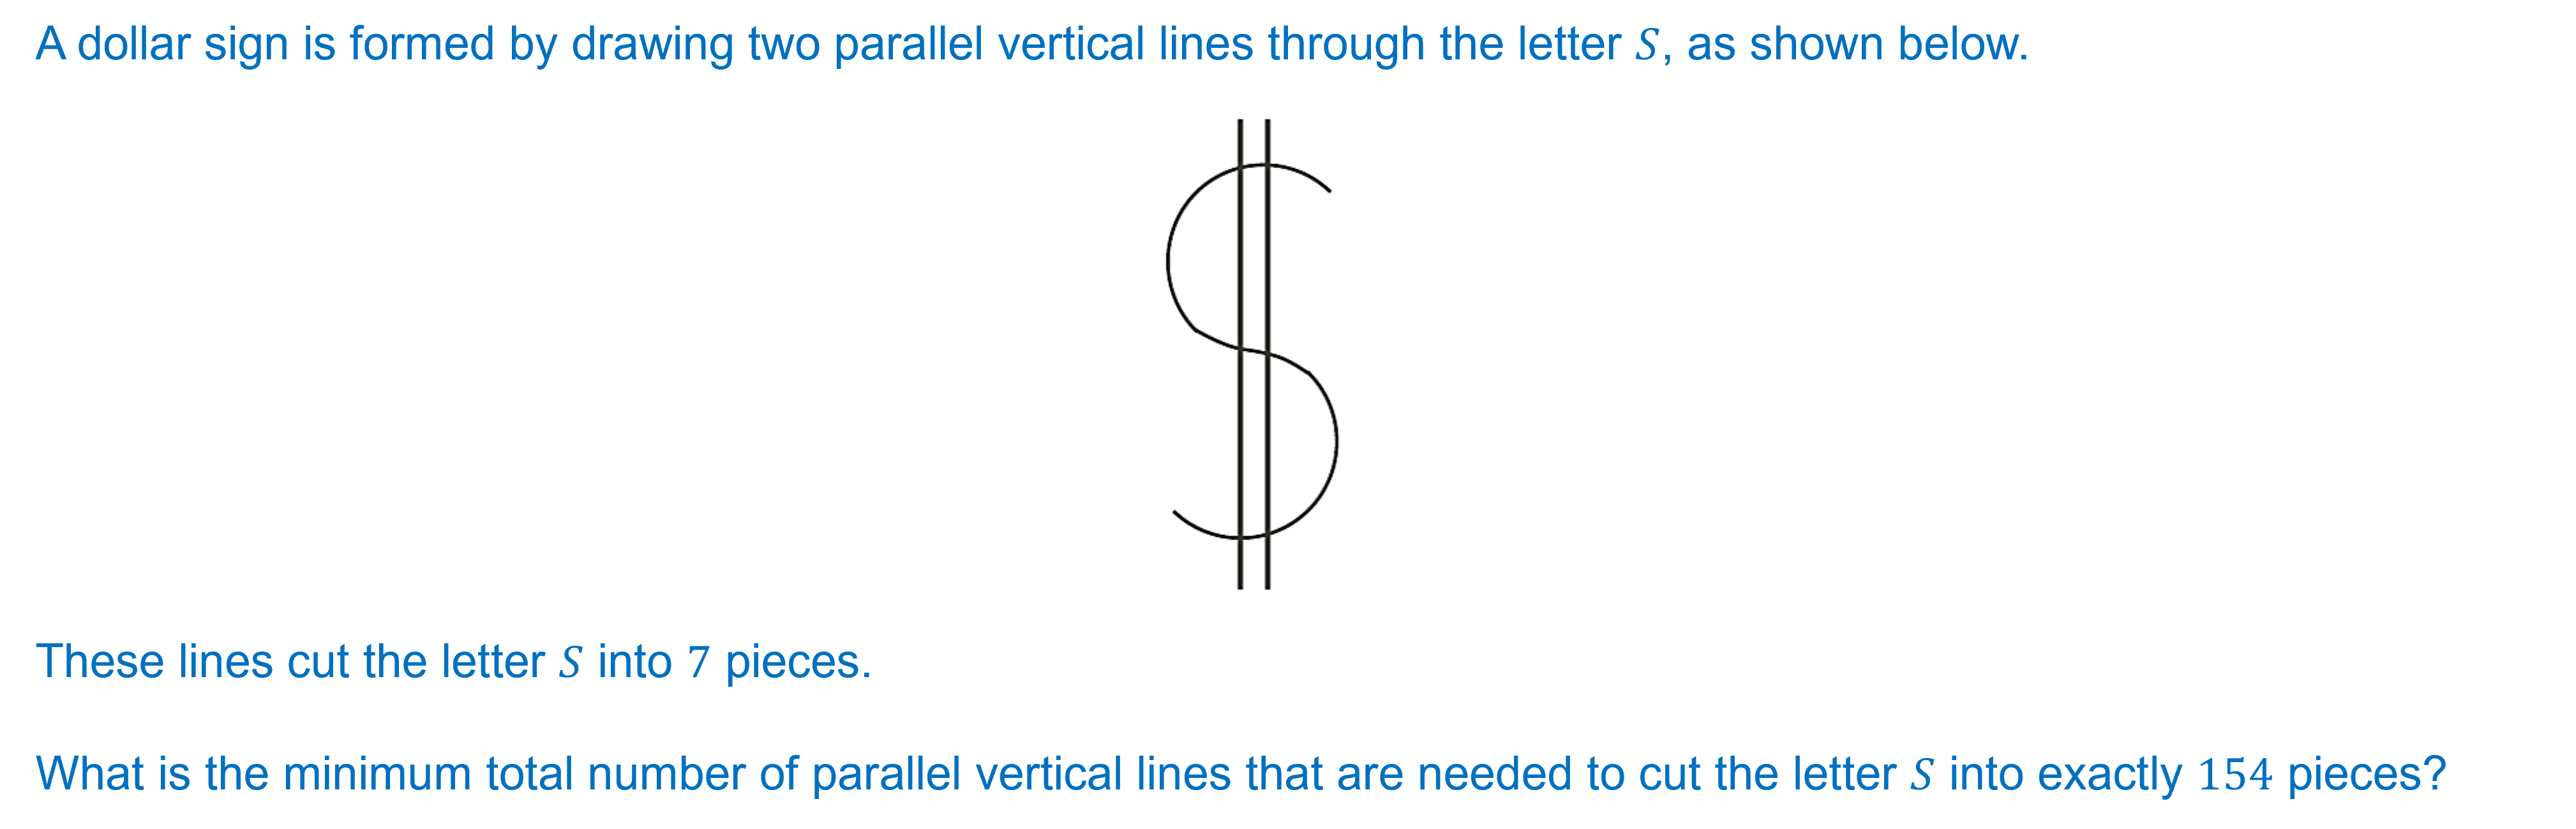 A dollar sign is formed by drawing two parallel vertical lines through the letter S, as shown below.
These lines cut the letter S into 7 pieces.
What is the minimum total number of parallel vertical lines that are needed to cut the letter S into exactly 154 pieces?